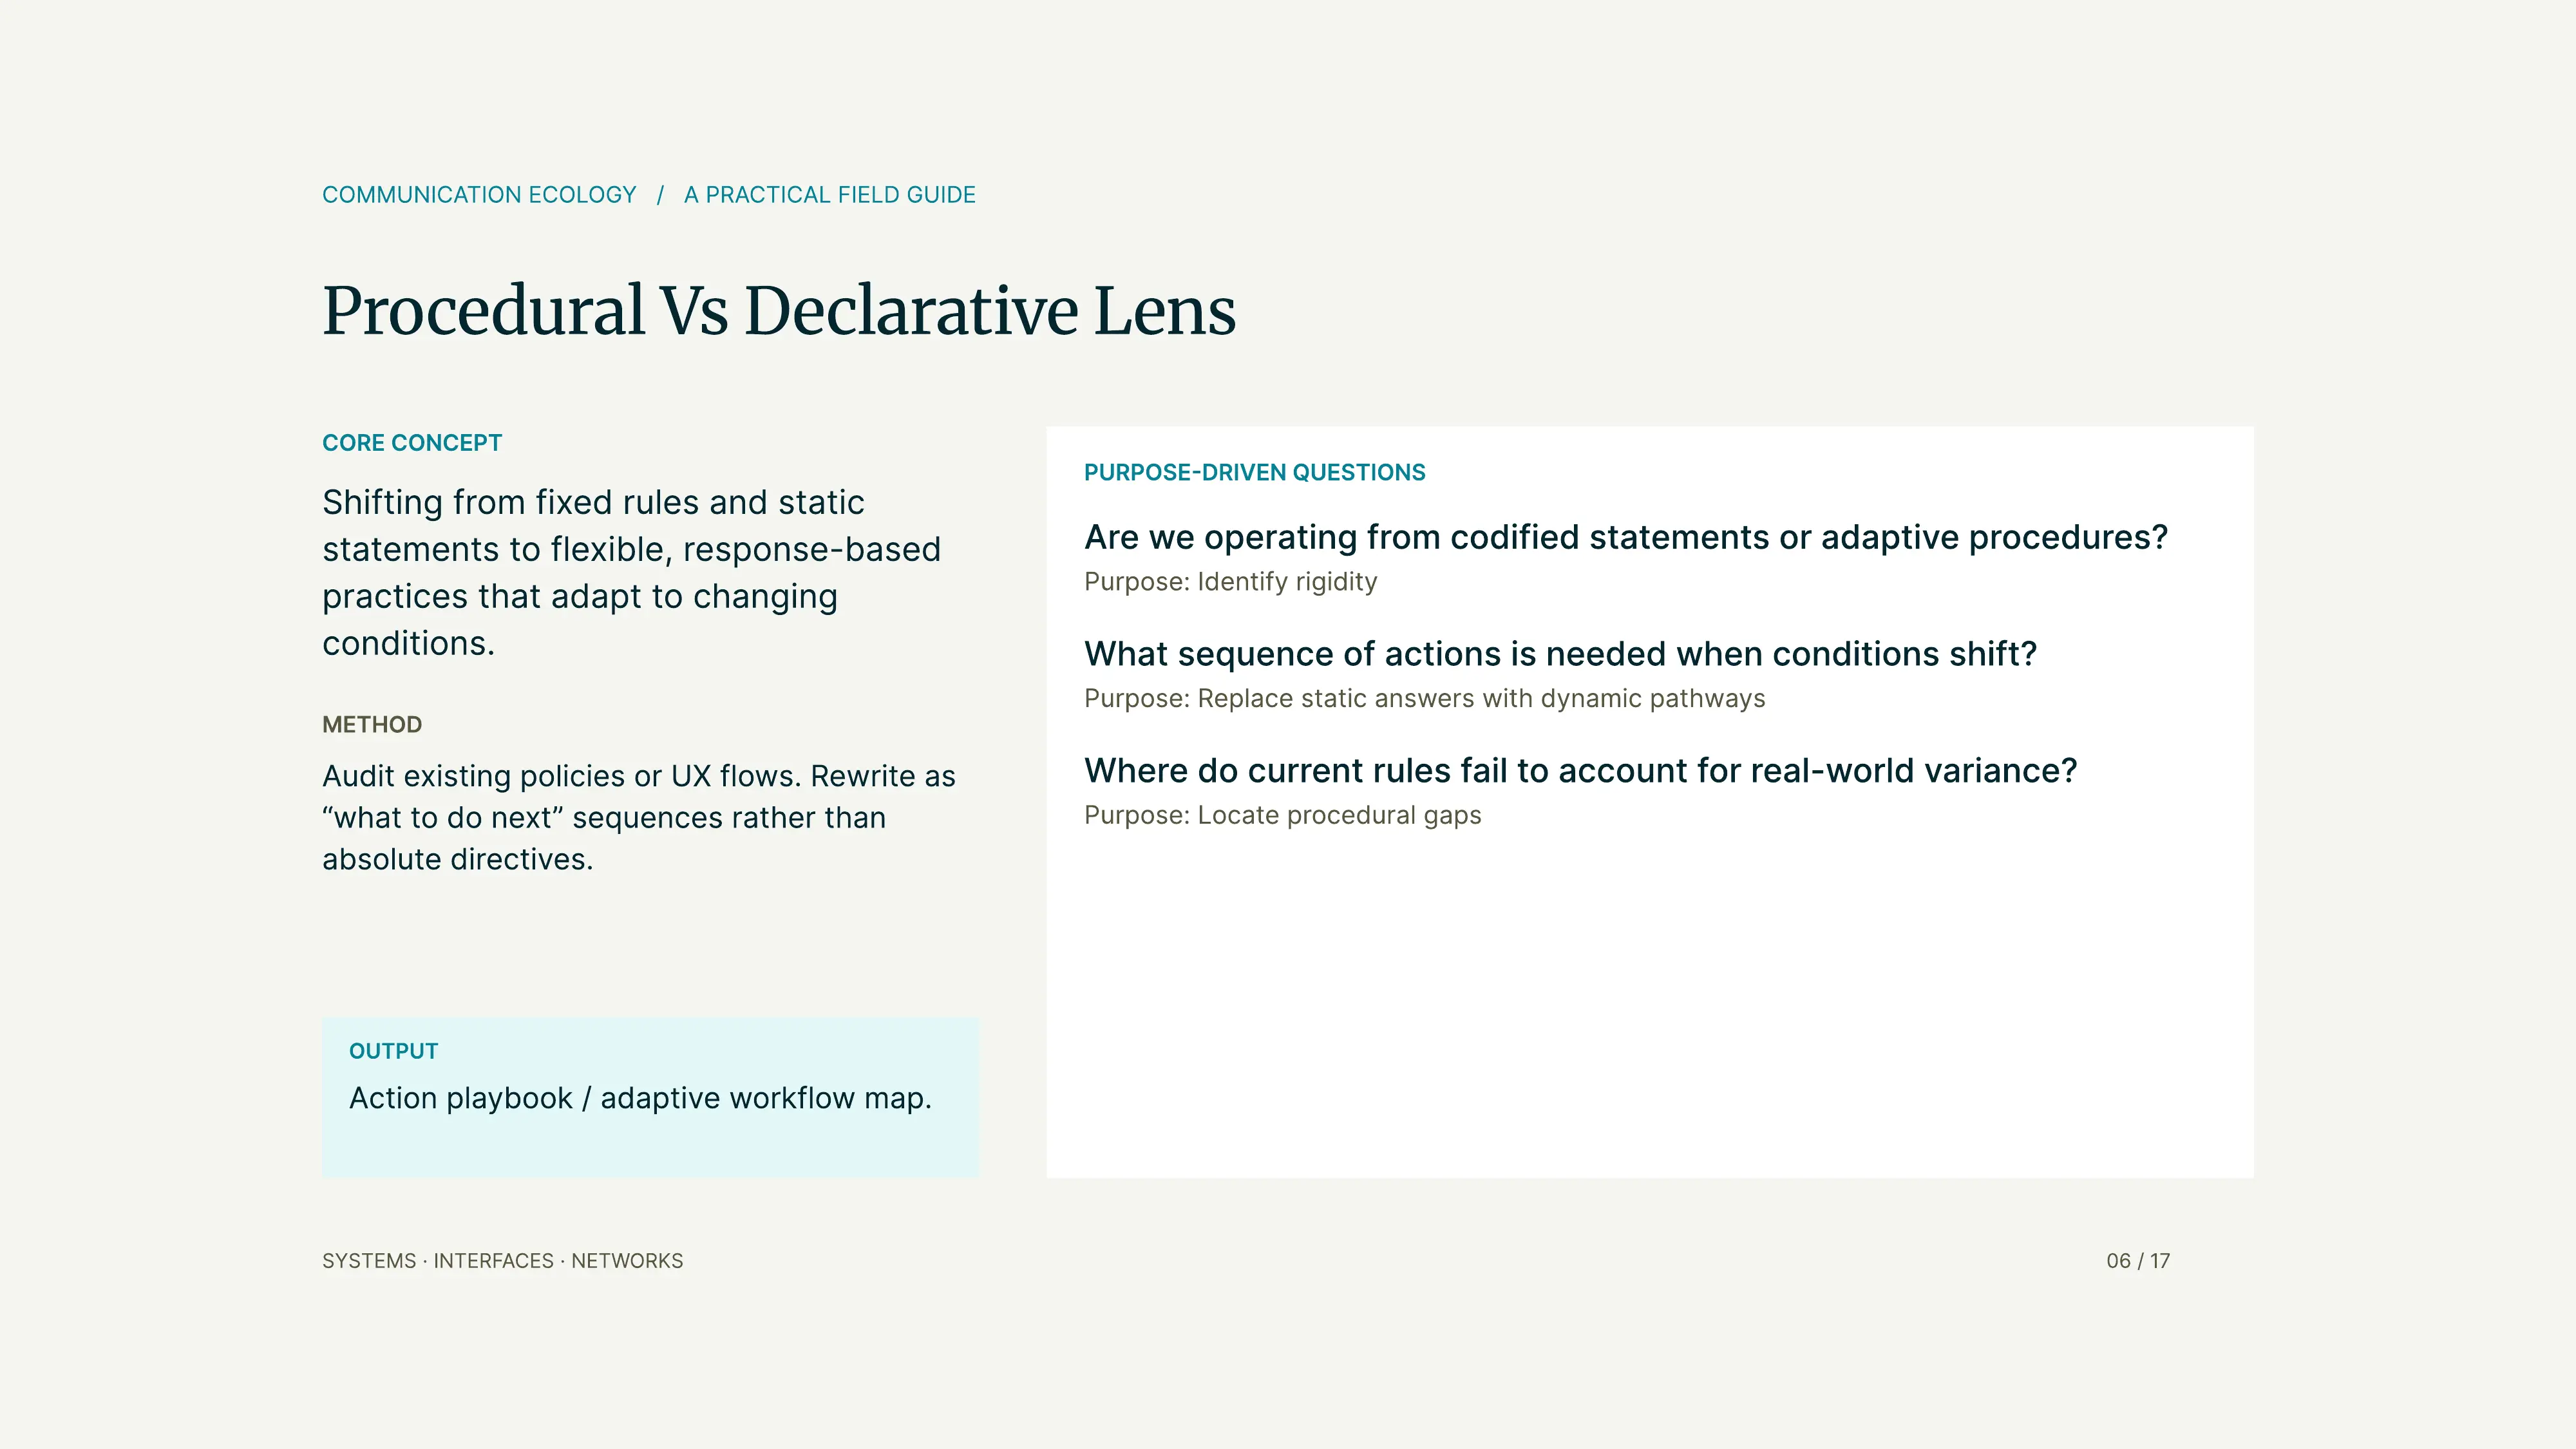 COMMUNICATION ECOLOGY / A PRACTICAL FIELD GUIDE
Procedural Vs Declarative Lens
CORE CONCEPT
Shifting from fixed rules and static
statements to flexible, response-based
practices that adapt to changing
conditions.
METHOD
Audit existing policies or UX flows. Rewrite as
“what to do next” sequences rather than
absolute directives.
OUTPUT
Action playbook / adaptive workflow map.
PURPOSE-DRIVEN QUESTIONS
Are we operating from codified statements or adaptive procedures?
Purpose: Identify rigidity
What sequence of actions is needed when conditions shift?
Purpose: Replace static answers with dynamic pathways
Where do current rules fail to account for real-world variance?
Purpose: Locate procedural gaps
SYSTEMS · INTERFACES · NETWORKS
06 / 17